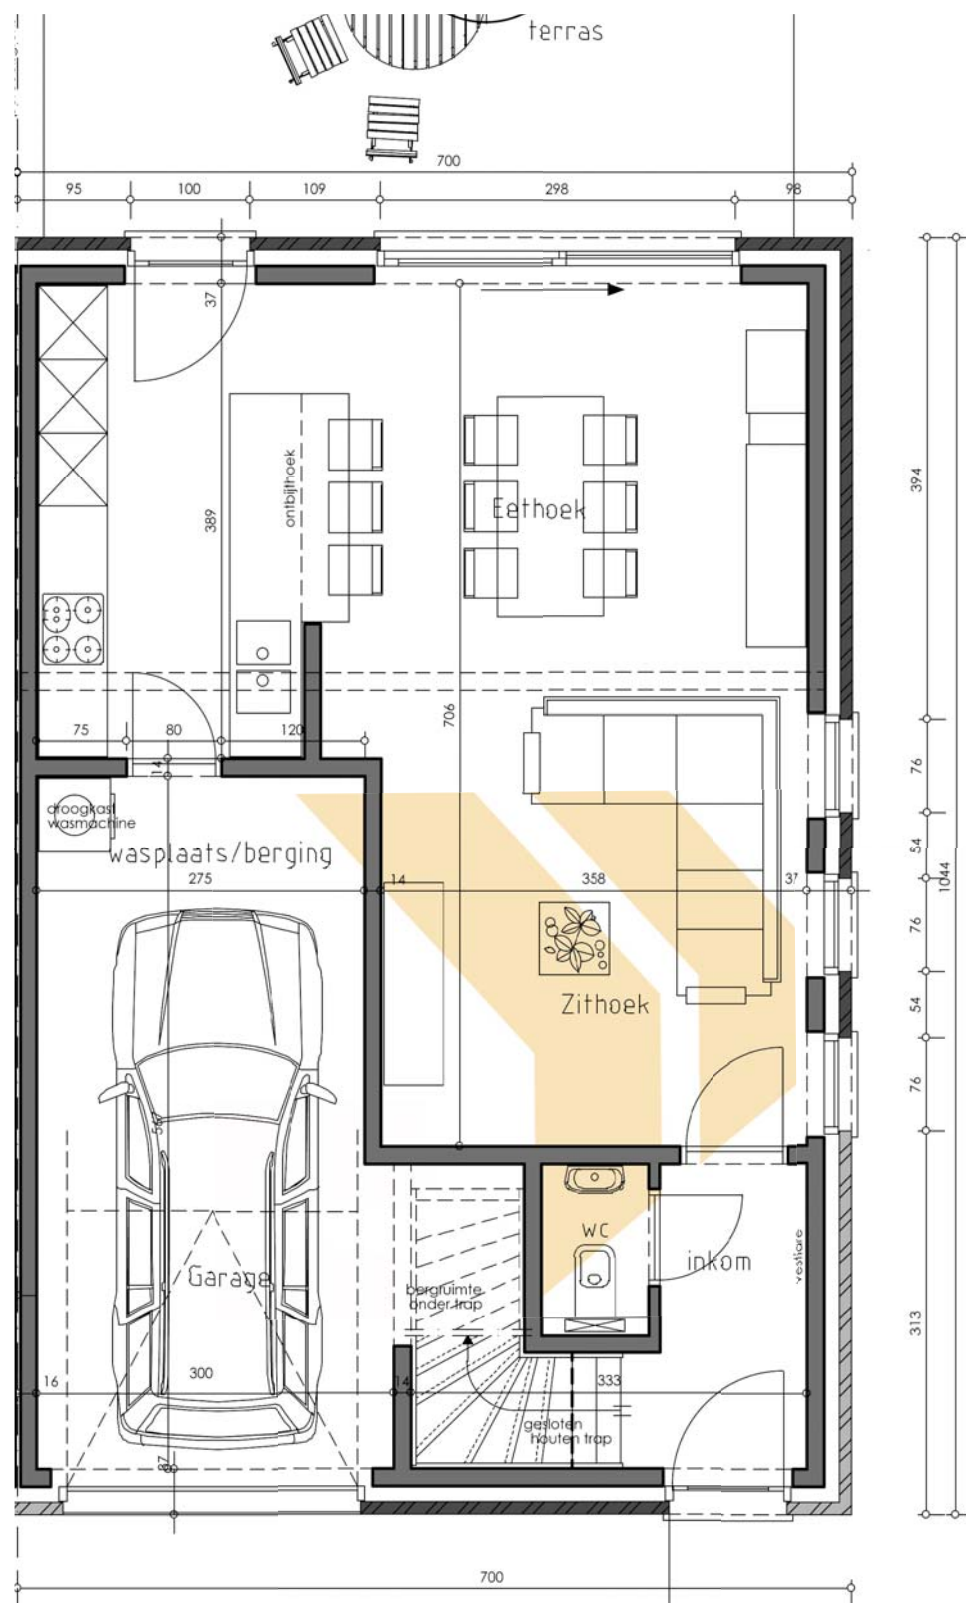 terras
700
95
100
109
298
98
37
389
ontbijthoek
Eethoek
394
706
75
80
120
14
76
droogkast
wasmachine
wasplaats/berging
54
1044
275
14
358
37
76
Zithoek
54
76
567
wc
inkom
vestiaire
Garage
bergruimte
onder trap
313
16
300
14
333
gesloten
houten trap
37
700